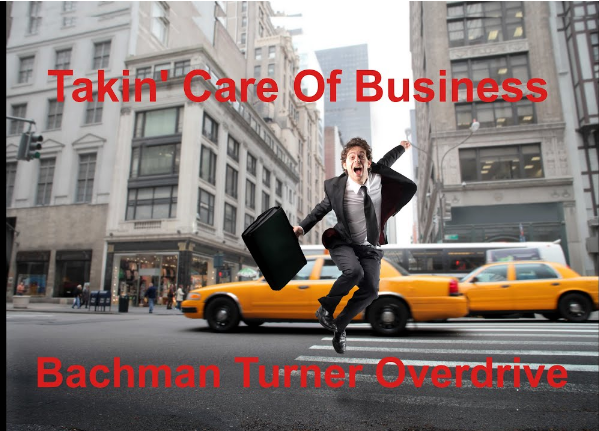 Takin' Care Of Business
Bachman Turner Overdrive